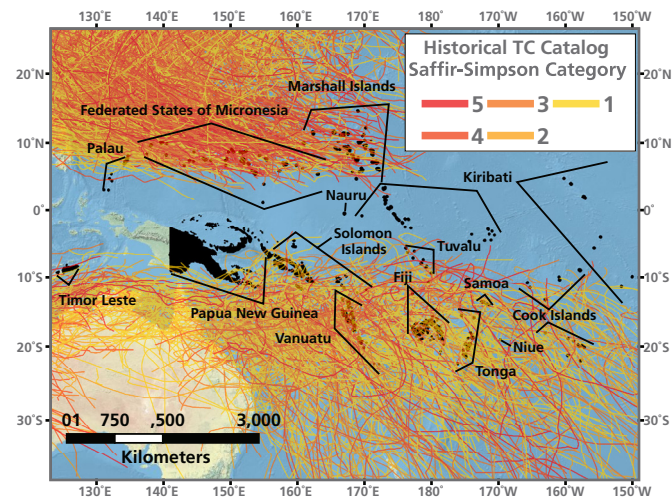 130°E 140°E 150°E 160°E 170°E 180° 170°W 160°W 150°W
Historical TC Catalog
Saffir-Simpson Category
5 3 1
4 2
20°N
10°N
0°
10°S
20°S
30°S
20°N
10°N
0°
10°S
20°S
30°S
Marshall Islands
Federated States of Micronesia
Palau
Kiribati
Nauru
Solomon
Islands
Tuvalu
Fiji
Samoa
Timor Leste
Papua New Guinea
Cook Islands
Vanuatu
Niue
Tonga
01 750 ,500 3,000
Kilometers
130°E 140°E 150°E 160°E 170°E 180° 170°W 160°W 150°W